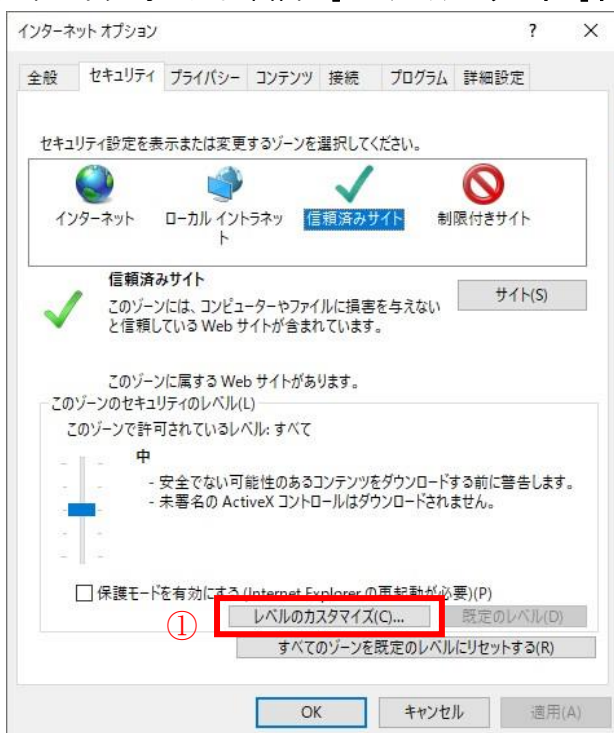 インターネット オプション ? ×
全般 セキュリティ プライバシー コンテンツ 接続 プログラム 詳細設定
セキュリティ設定を表示または変更するゾーンを選択してください。
インターネット ローカル イントラネッ 信頼済みサイト 制限付きサイト
ト
信頼済みサイト
サイト(S)
このゾーンには、コンピューターやファイルに損害を与えない
と信頼している Web サイトが含まれています。
このゾーンに属する Web サイトがあります。
このゾーンのセキュリティのレベル(L)
このゾーンで許可されているレベル: すべて
中
- 安全でない可能性のあるコンテンツをダウンロードする前に警告します。
- 未署名の ActiveX コントロールはダウンロードされません。
保護モードを有効にする (Internet Explorer の再起動が必要)(P)
① レベルのカスタマイズ(C)... 既定のレベル(D)
すべてのゾーンを既定のレベルにリセットする(R)
OK キャンセル 適用(A)